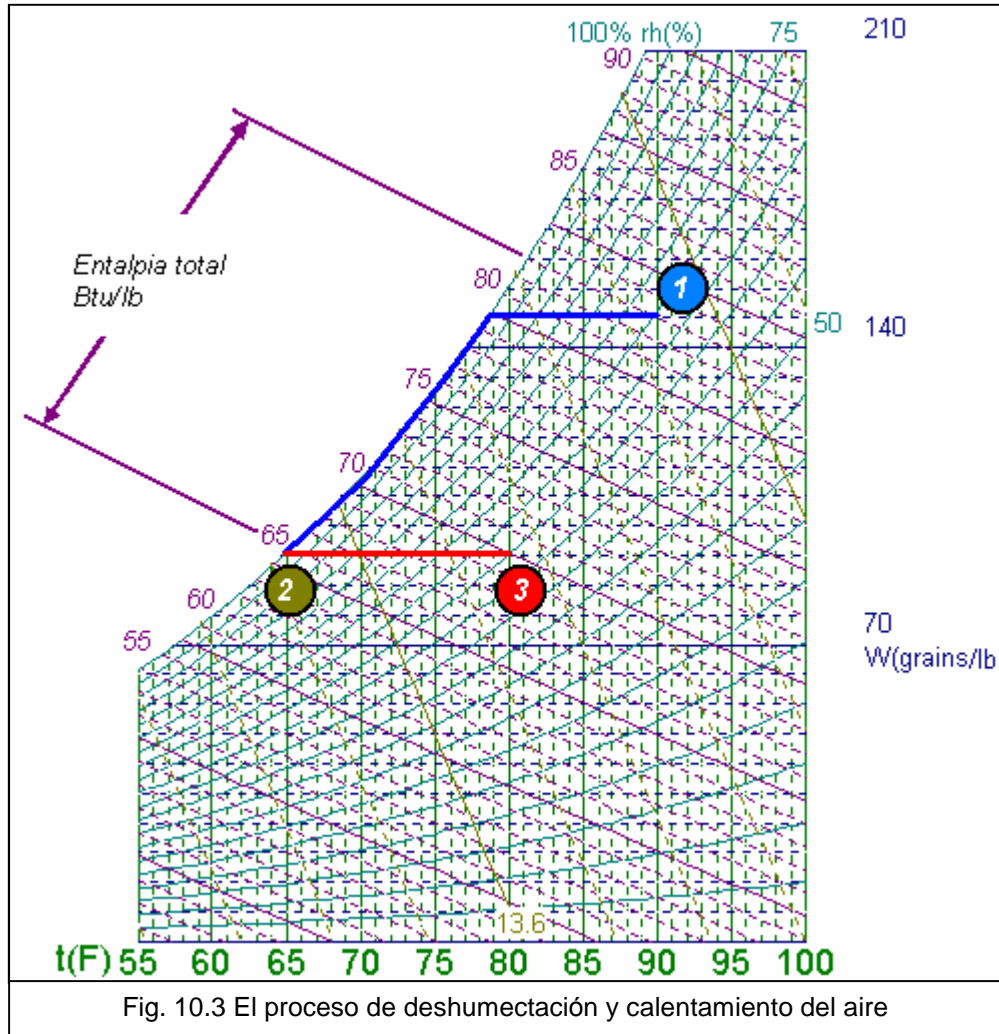 100% rh(%) 75 210
90
85
Entalpia total
Btu/lb
80
1
50 140
75
70
65
2
3
60
55
70
W(grains/lb
13.6
t(F) 55 60 65 70 75 80 85 90 95 100
Fig. 10.3 El proceso de deshumectación y calentamiento del aire